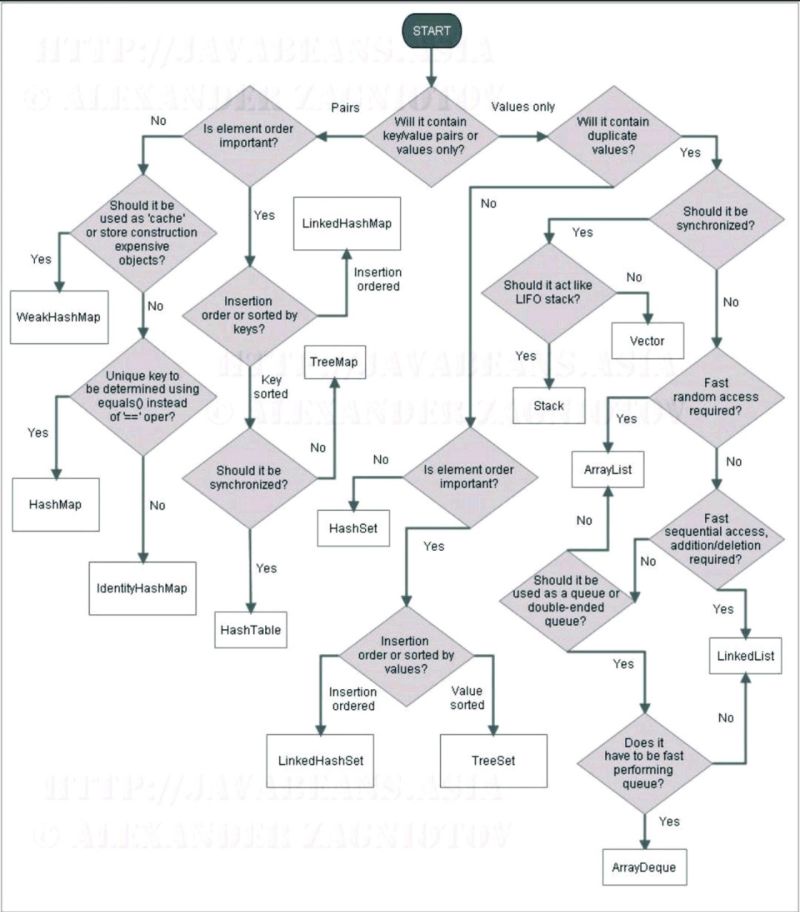 HTTP://JAVABEANS.ASIA
© ALEXANDER ZAGNIOTOV
START
Pairs
Values only
No
Is element order
important?
Will it contain
key/value pairs or
values only?
Will it contain
duplicate
values?
Yes
Should it be
used as 'cache'
or store construction
expensive
objects?
Yes
LinkedHashMap
No
Yes
Should it be
synchronized?
Yes
Insertion
ordered
Should it act like
LIFO stack?
No
No
WeakHashMap
No
Insertion
order or sorted by
keys?
Vector
Yes
HTTP://JAVABEANS.ASIA
© ALEXANDER ZAGNIOTOV
TreeMap
Unique key to
be determined using
equals() instead
of '==' oper?
Key
sorted
Stack
Fast
random access
required?
Yes
Yes
No
ArrayList
No
Should it be
synchronized?
No
Is element order
important?
HashMap
No
HashSet
No
Fast
sequential access,
addition/deletion
required?
Yes
Yes
No
IdentityHashMap
Should it be
used as a queue or
double-ended
queue?
Yes
HashTable
Insertion
order or sorted by
values?
LinkedList
Yes
Insertion
ordered
Value
sorted
No
LinkedHashSet
TreeSet
Does it
have to be fast
performing
queue?
HTTP://JAVABEANS.ASIA
© ALEXANDER ZAGNIOTOV
Yes
ArrayDeque